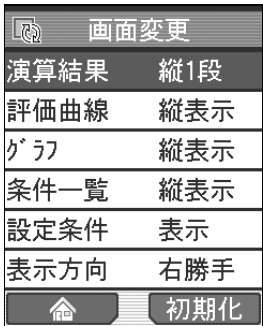 画面変更
演算結果 縦1段
評価曲線 縦表示
ｸﾞﾗﾌ 縦表示
条件一覧 縦表示
設定条件 表示
表示方向 右勝手
初期化